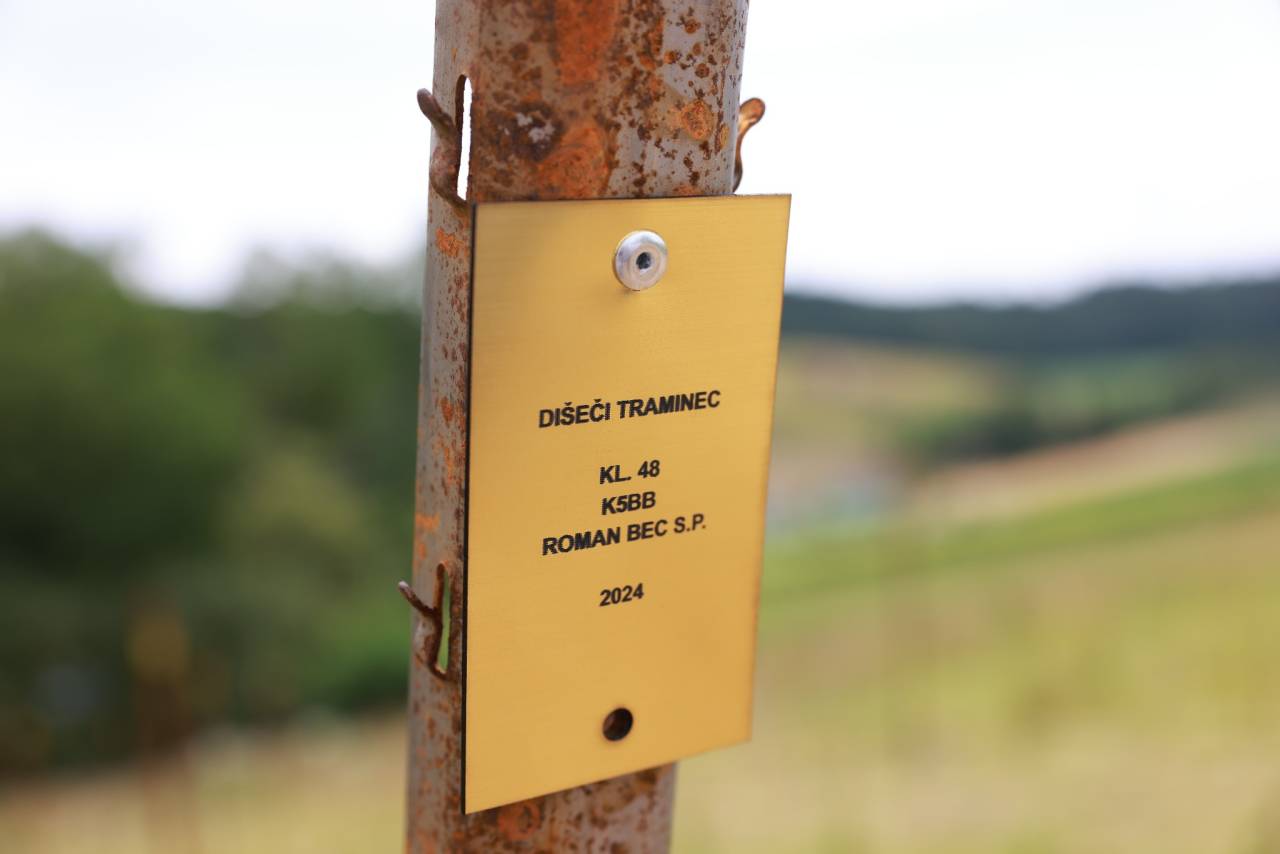 DIŠEČI TRAMINEC
KL. 48
K5BB
ROMAN BEC S.P.
2024